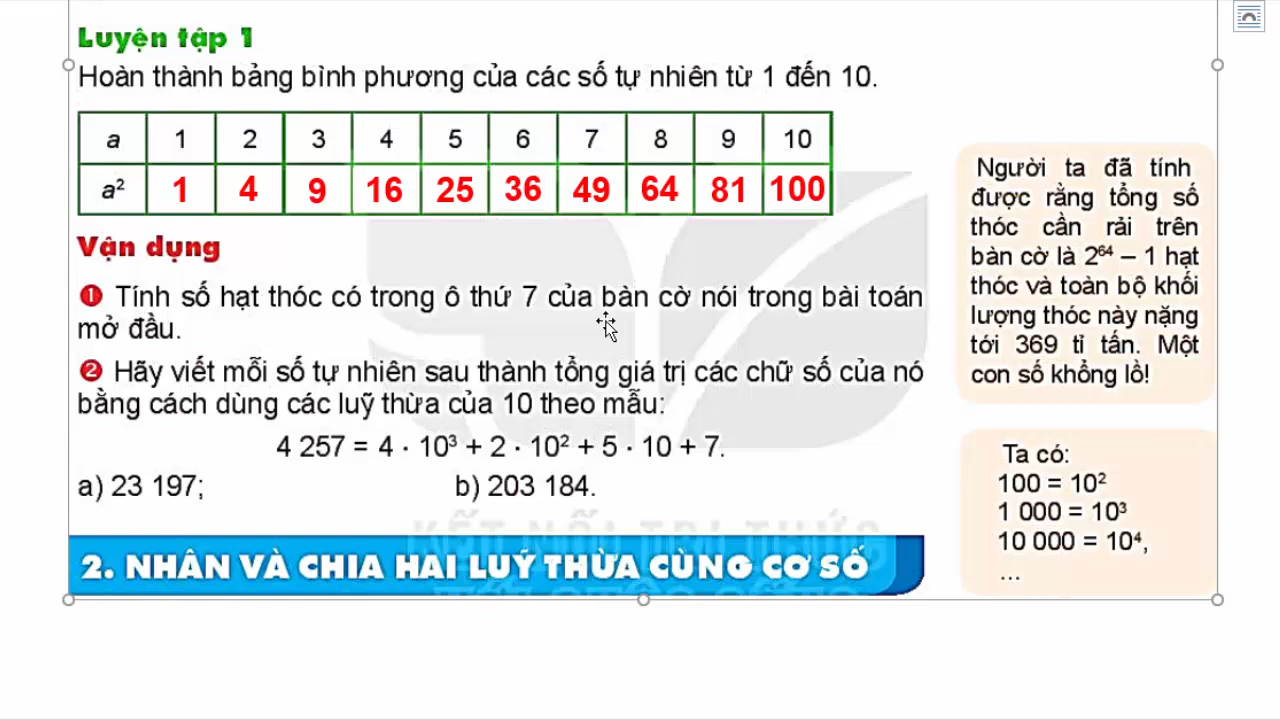 Luyện tập 1
Hoàn thành bảng bình phương của các số tự nhiên từ 1 đến 10.
a 1 2 3 4 5 6 7 8 9 10
a² 1 4 9 16 25 36 49 64 81 100
Vận dụng
❶ Tính số hạt thóc có trong ô thứ 7 của bàn cờ nói trong bài toán
mở đầu.
❷ Hãy viết mỗi số tự nhiên sau thành tổng giá trị các chữ số của nó
bằng cách dùng các luỹ thừa của 10 theo mẫu:
4 257 = 4 · 10³ + 2 · 10² + 5 · 10 + 7.
a) 23 197; b) 203 184.
KẾT NỐI TRI THỨC
2. NHÂN VÀ CHIA HAI LUỸ THỪA CÙNG CƠ SỐ
Người ta đã tính
được rằng tổng số
thóc cần rải trên
bàn cờ là 2⁶⁴ – 1 hạt
thóc và toàn bộ khối
lượng thóc này nặng
tới 369 tỉ tấn. Một
con số khổng lồ!
Ta có:
100 = 10²
1 000 = 10³
10 000 = 10⁴,
...